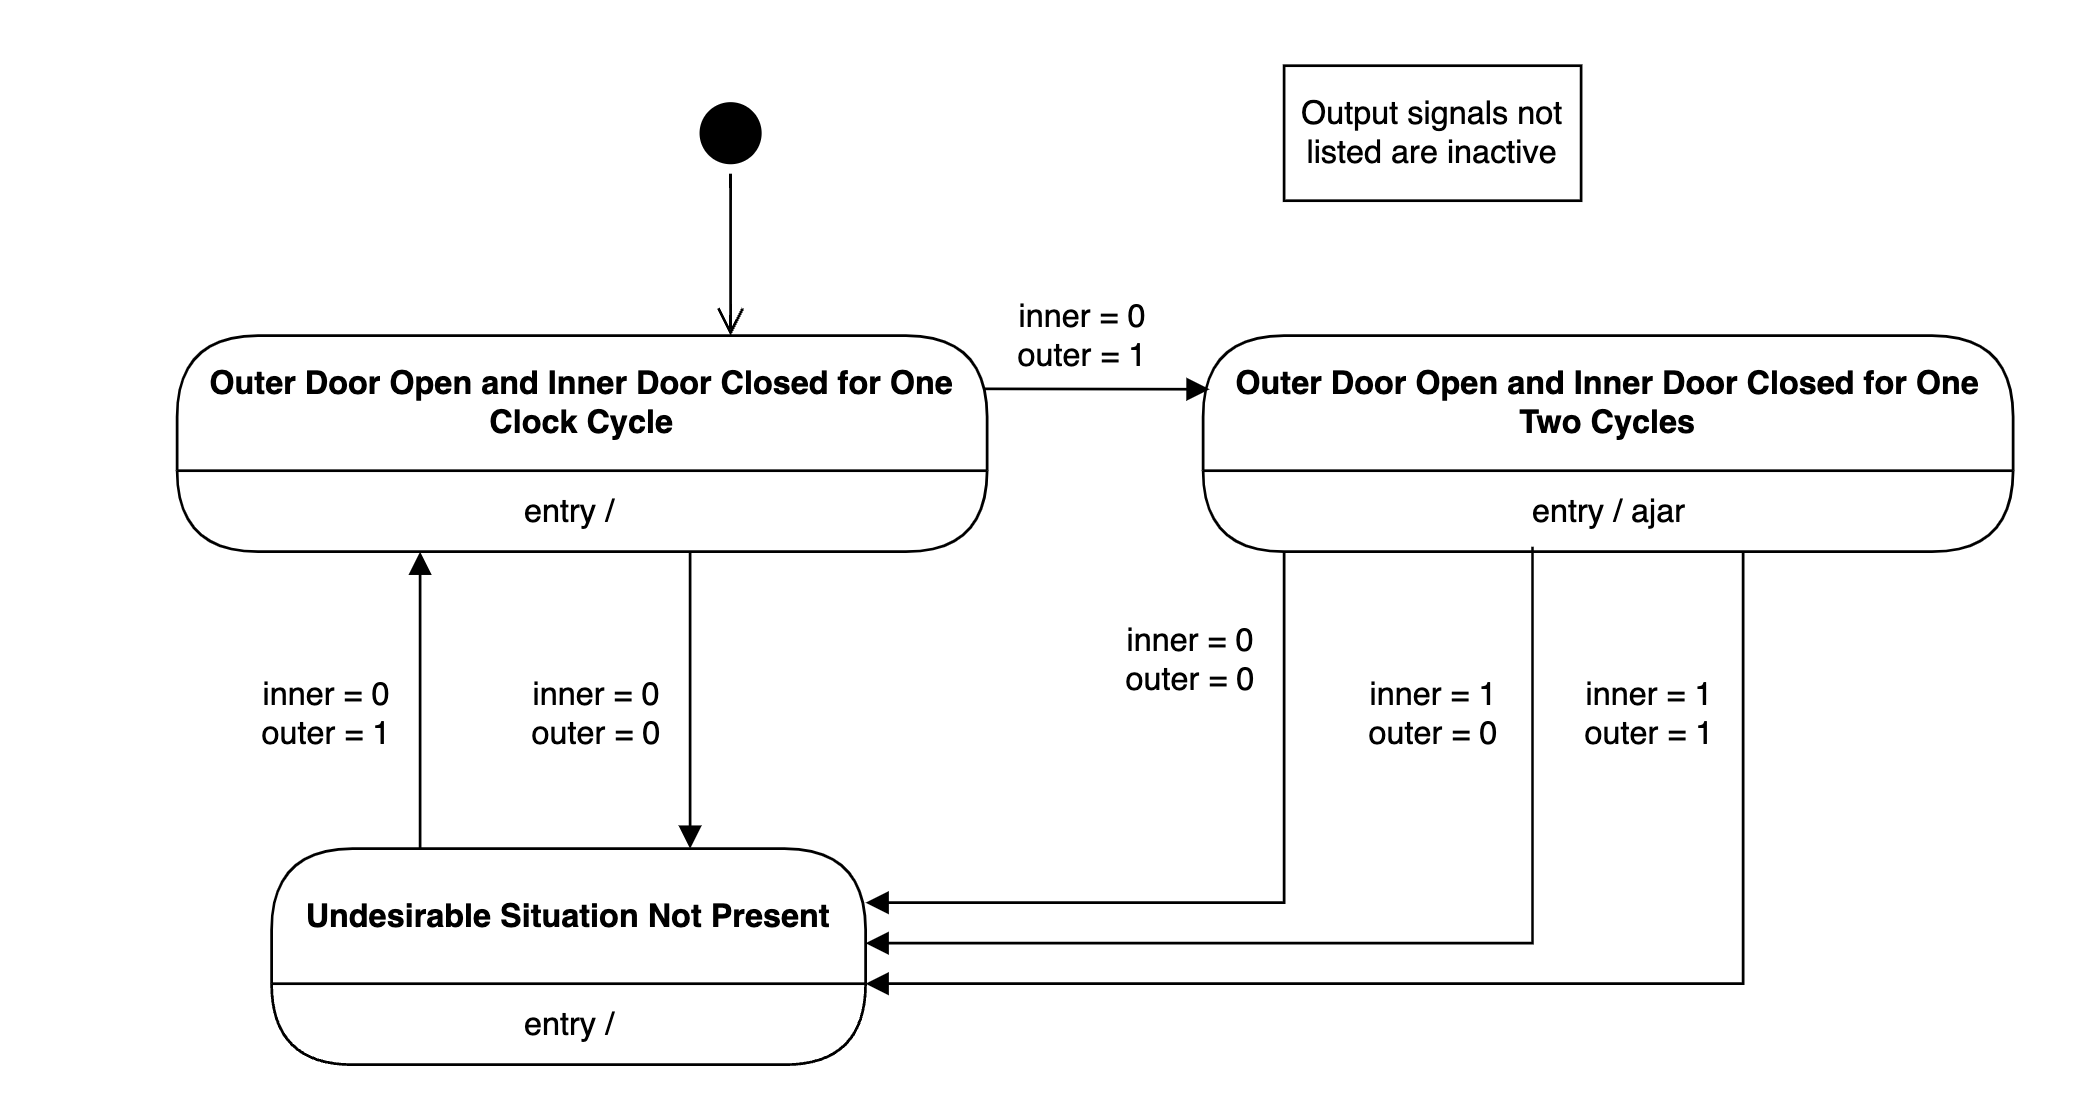 Output signals not
listed are inactive
inner = 0
outer = 1
Outer Door Open and Inner Door Closed for One
Clock Cycle
entry /
Outer Door Open and Inner Door Closed for One
Two Cycles
entry / ajar
inner = 0
outer = 1
inner = 0
outer = 0
inner = 0
outer = 0
inner = 1
outer = 0
inner = 1
outer = 1
Undesirable Situation Not Present
entry /